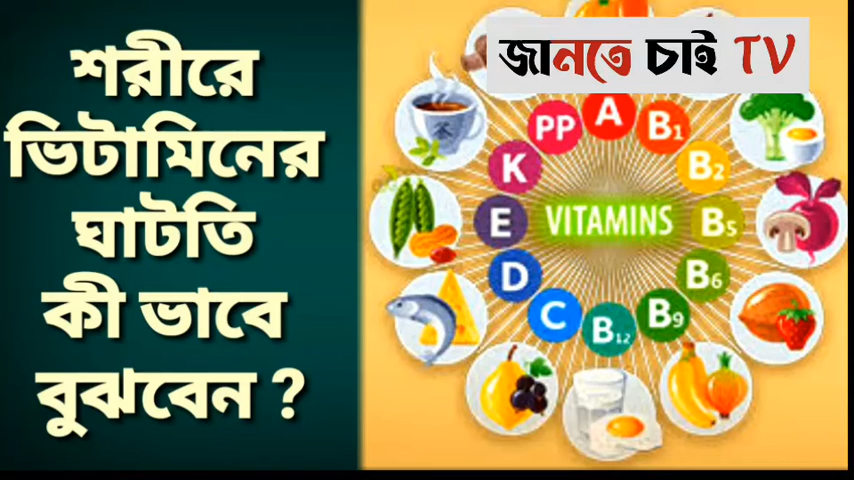 শরীরে
ভিটামিনের
ঘাটতি
কী ভাবে
বুঝবেন ?
জানতে চাই TV
A
B1
B2
B5
B6
B9
B12
C
D
E
K
PP
VITAMINS